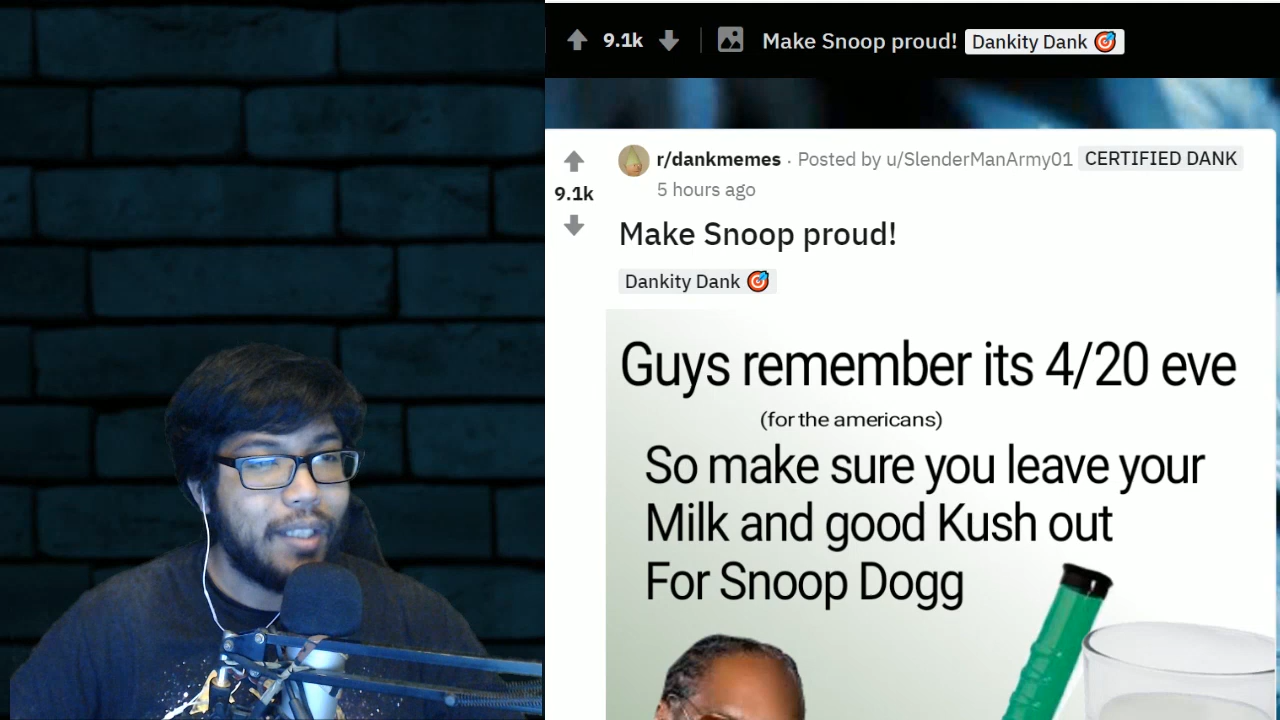 9.1k Make Snoop proud! Dankity Dank
r/dankmemes · Posted by u/SlenderManArmy01 CERTIFIED DANK
5 hours ago
9.1k
Make Snoop proud!
Dankity Dank
Guys remember its 4/20 eve
(for the americans)
So make sure you leave your
Milk and good Kush out
For Snoop Dogg